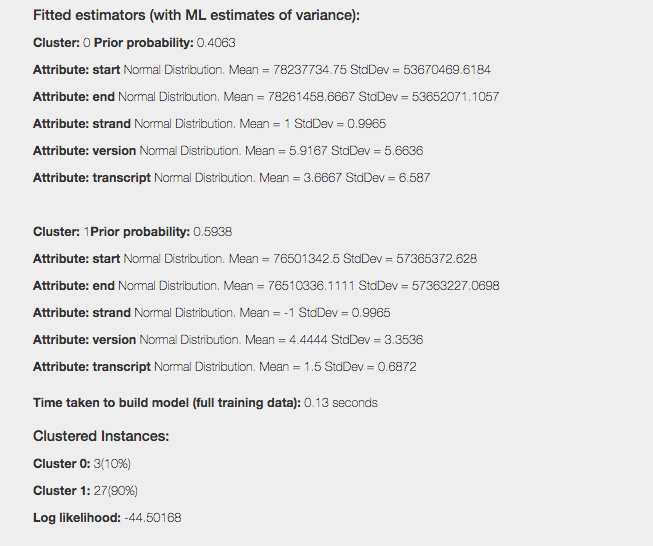 Fitted estimators (with ML estimates of variance):
Cluster: 0 Prior probability: 0.4063
Attribute: start Normal Distribution. Mean = 78237734.75 StdDev = 53670469.6184
Attribute: end Normal Distribution. Mean = 78261458.6667 StdDev = 53652071.1057
Attribute: strand Normal Distribution. Mean = 1 StdDev = 0.9965
Attribute: version Normal Distribution. Mean = 5.9167 StdDev = 5.6636
Attribute: transcript Normal Distribution. Mean = 3.6667 StdDev = 6.587
Cluster: 1Prior probability: 0.5938
Attribute: start Normal Distribution. Mean = 76501342.5 StdDev = 57365372.628
Attribute: end Normal Distribution. Mean = 76510336.1111 StdDev = 57363227.0698
Attribute: strand Normal Distribution. Mean = -1 StdDev = 0.9965
Attribute: version Normal Distribution. Mean = 4.4444 StdDev = 3.3536
Attribute: transcript Normal Distribution. Mean = 1.5 StdDev = 0.6872
Time taken to build model (full training data): 0.13 seconds
Clustered Instances:
Cluster 0: 3(10%)
Cluster 1: 27(90%)
Log likelihood: -44.50168